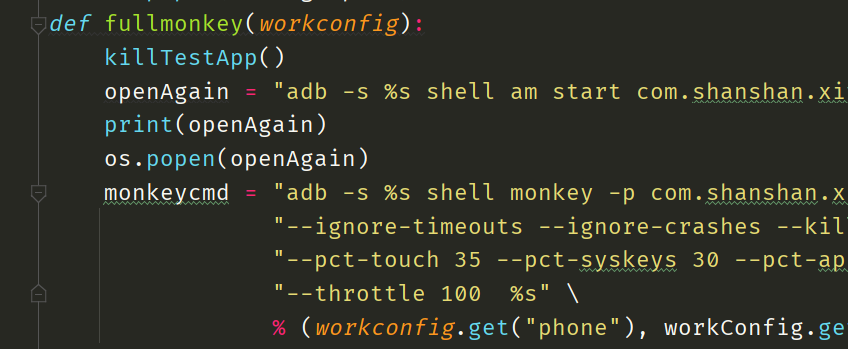 def fullmonkey(workconfig):
killTestApp()
openAgain = "adb -s %s shell am start com.shanshan.xi
print(openAgain)
os.popen(openAgain)
monkeycmd = "adb -s %s shell monkey -p com.shanshan.x
"--ignore-timeouts --ignore-crashes --kil
"--pct-touch 35 --pct-syskeys 30 --pct-ap
"--throttle 100  %s" \
% (workconfig.get("phone"), workConfig.ge